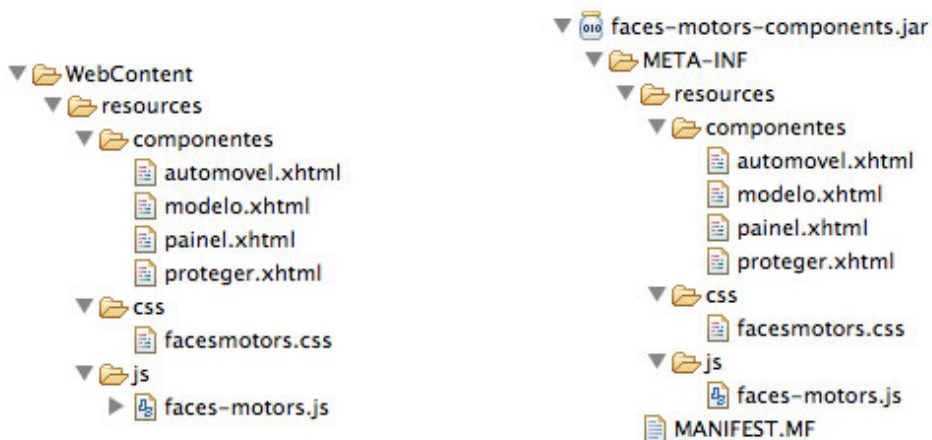 WebContent
resources
componentes
automovel.xhtml
modelo.xhtml
painel.xhtml
proteger.xhtml
css
facesmotors.css
js
faces-motors.js
010 faces-motors-components.jar
META-INF
resources
componentes
automovel.xhtml
modelo.xhtml
painel.xhtml
proteger.xhtml
css
facesmotors.css
js
faces-motors.js
MANIFEST.MF